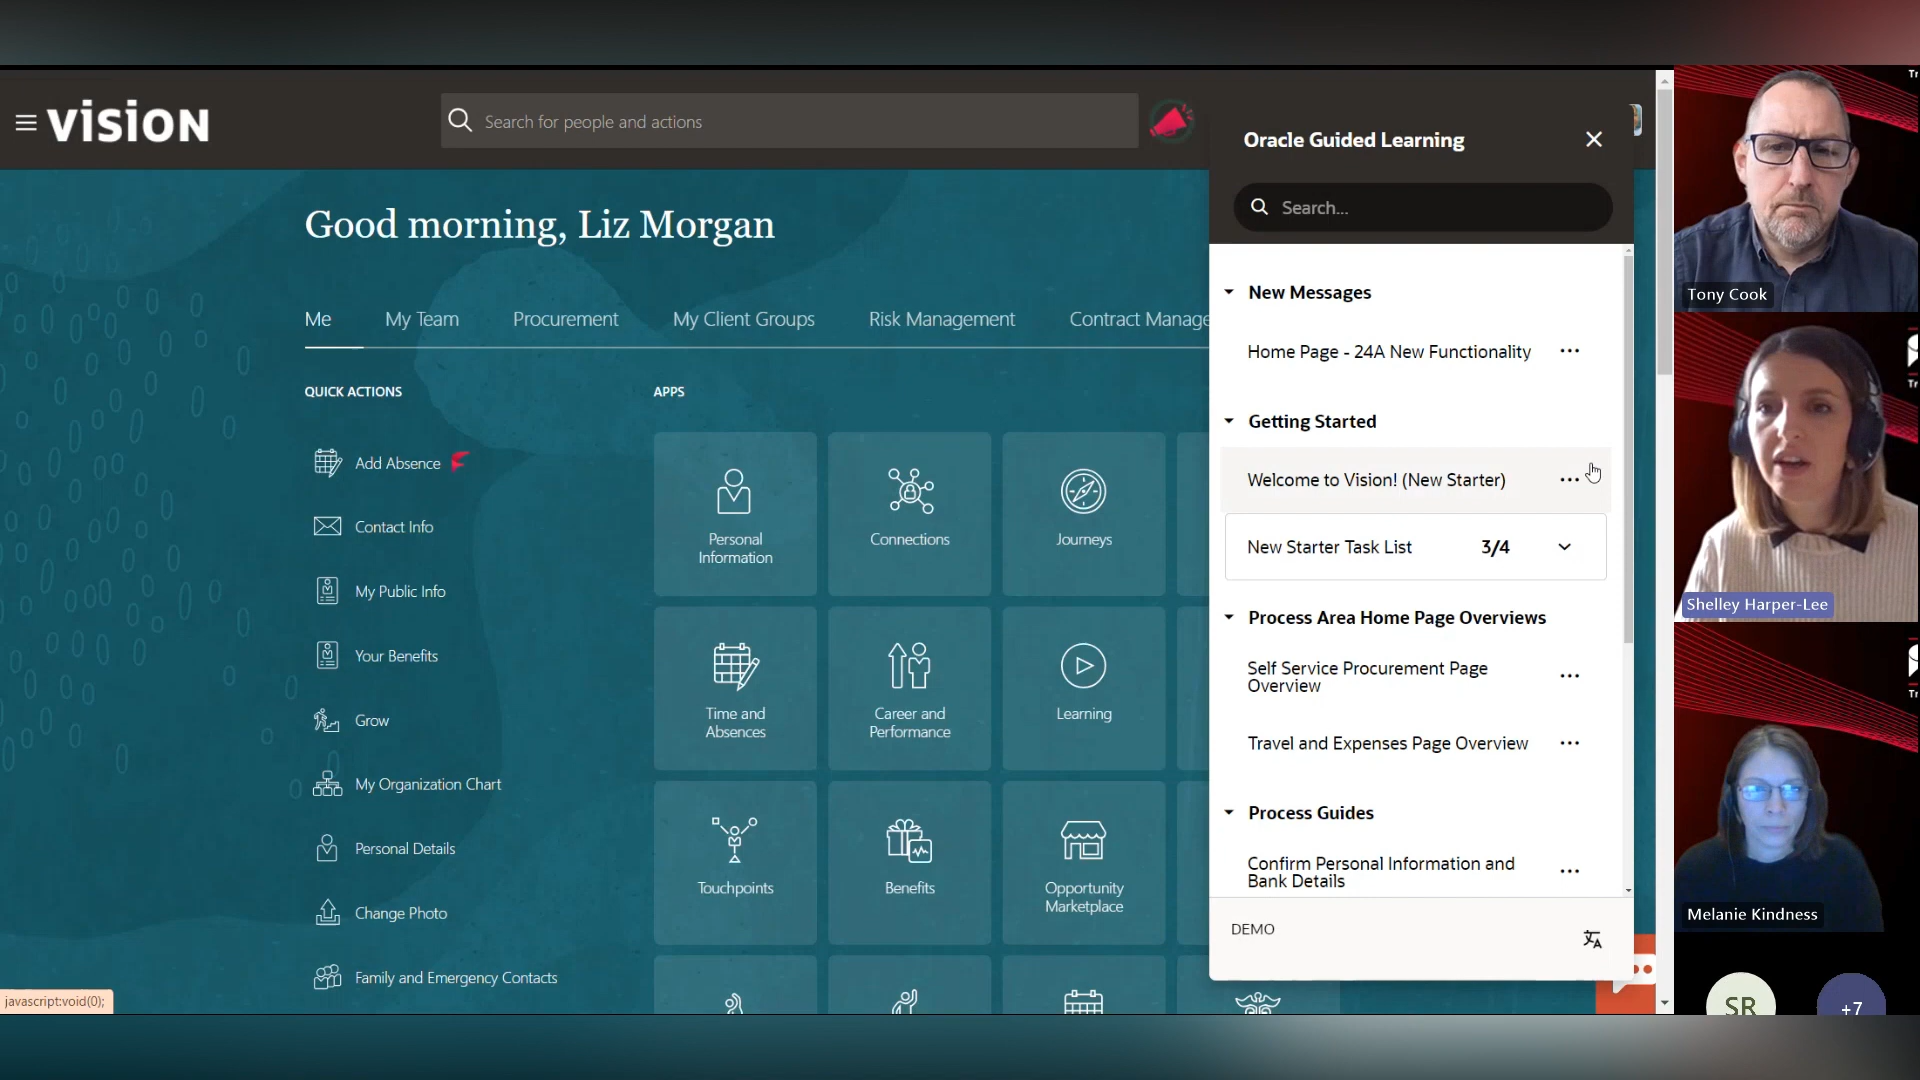 vision
Search for people and actions
Good morning, Liz Morgan
Me
My Team
Procurement
My Client Groups
Risk Management
Contract Manage
QUICK ACTIONS
Add Absence
Contact Info
My Public Info
Your Benefits
Grow
My Organization Chart
Personal Details
Change Photo
Family and Emergency Contacts
APPS
Personal
Information
Connections
Journeys
Time and
Absences
Career and
Performance
Learning
Touchpoints
Benefits
Opportunity
Marketplace
javascript:void(0);
Oracle Guided Learning
Search...
New Messages
Home Page - 24A New Functionality
Getting Started
Welcome to Vision! (New Starter)
New Starter Task List 3/4
Process Area Home Page Overviews
Self Service Procurement Page
Overview
Travel and Expenses Page Overview
Process Guides
Confirm Personal Information and
Bank Details
DEMO
Tony Cook
Shelley Harper-Lee
Melanie Kindness
SR
+7